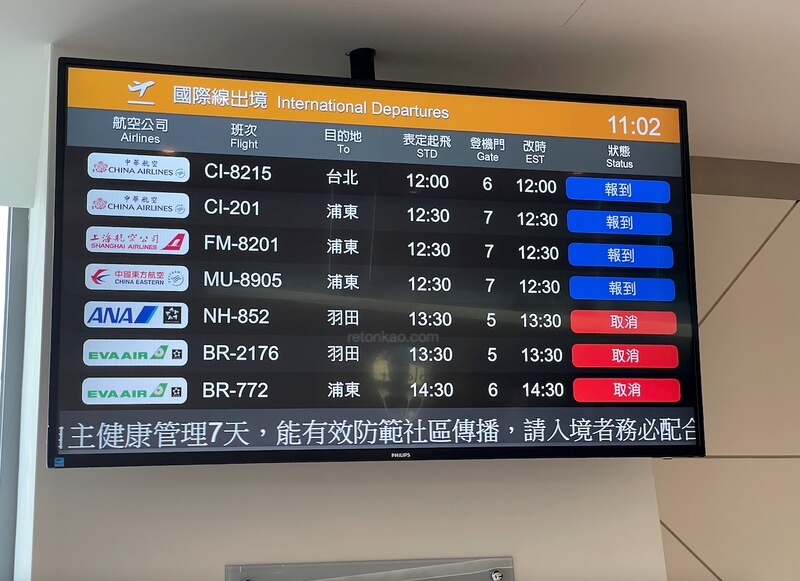 國際線出境 International Departures 11:02
航空公司 班次 目的地 表定起飛 登機門 改時 狀態
Airlines Flight To STD Gate EST Status
中華航空 CHINA AIRLINES CI-8215 台北 12:00 6 12:00 報到
中華航空 CHINA AIRLINES CI-201 浦東 12:30 7 12:30 報到
上海航空公司 SHANGHAI AIRLINES FM-8201 浦東 12:30 7 12:30 報到
中國東方航空 CHINA EASTERN MU-8905 浦東 12:30 7 12:30 報到
ANA NH-852 羽田 13:30 5 13:30 取消
retonkao.com
EVA AIR BR-2176 羽田 13:30 5 13:30 取消
EVA AIR BR-772 浦東 14:30 6 14:30 取消
自主健康管理7天，能有效防範社區傳播，請入境者務必配合
PHILIPS